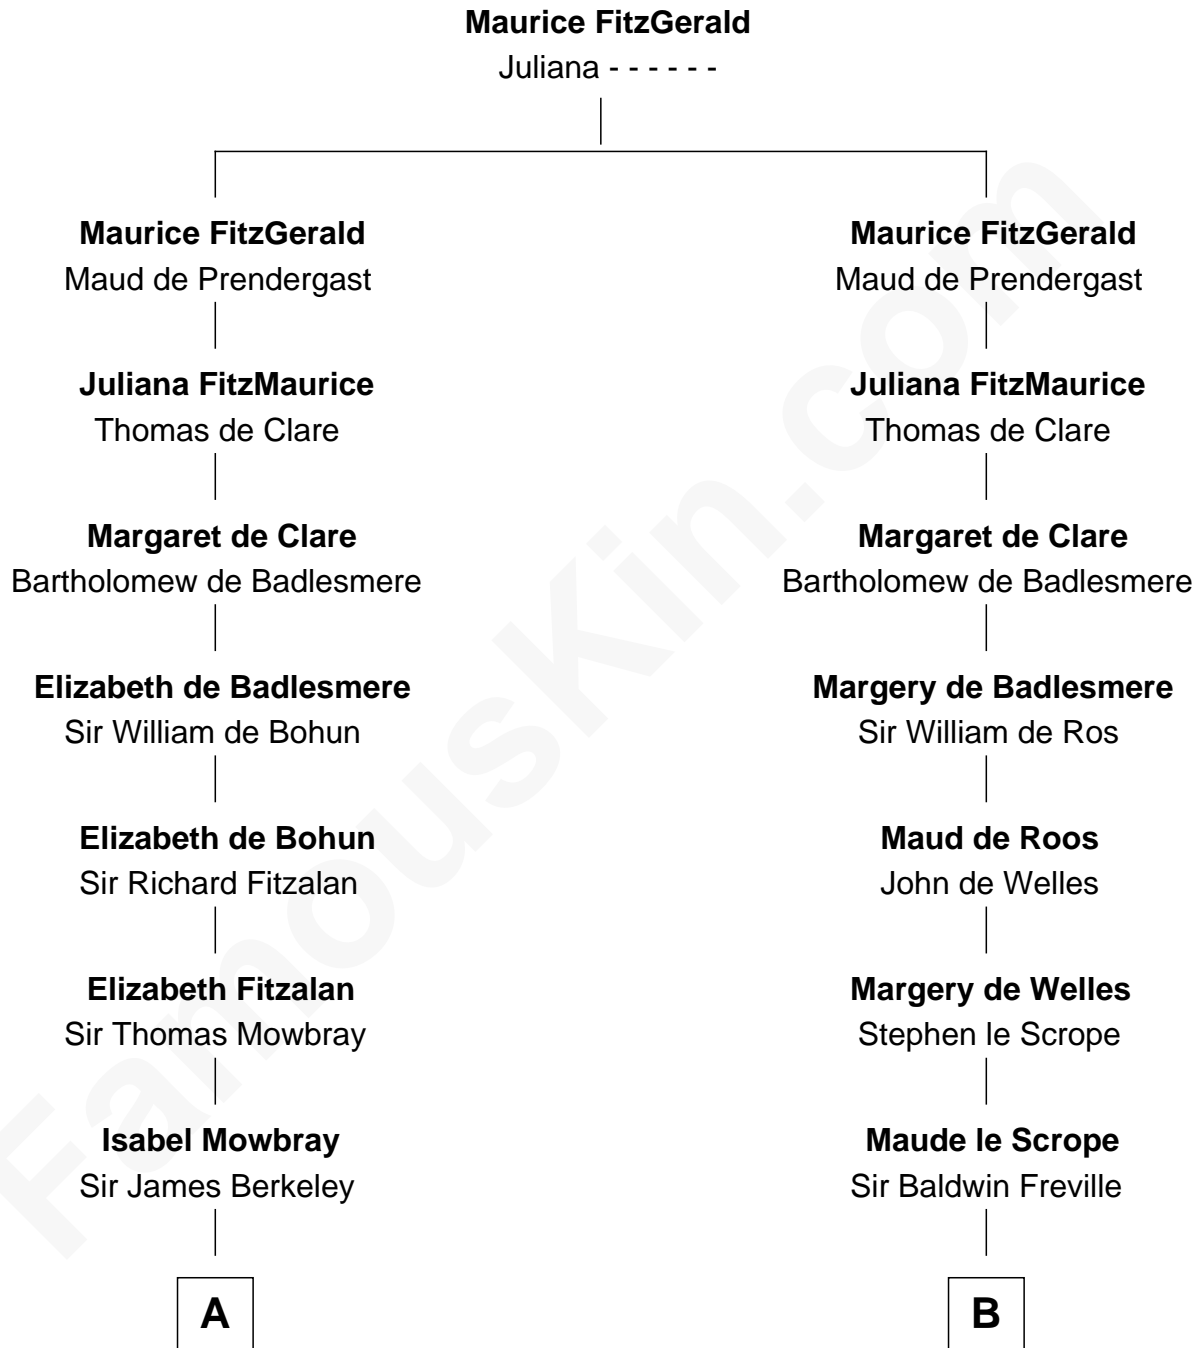 Maurice FitzGerald
Juliana - - - - - -
Maurice FitzGerald
Maud de Prendergast
Juliana FitzMaurice
Thomas de Clare
Margaret de Clare
Bartholomew de Badlesmere
Elizabeth de Badlesmere
Sir William de Bohun
Elizabeth de Bohun
Sir Richard Fitzalan
Elizabeth Fitzalan
Sir Thomas Mowbray
Isabel Mowbray
Sir James Berkeley
A
Maurice FitzGerald
Maud de Prendergast
Juliana FitzMaurice
Thomas de Clare
Margaret de Clare
Bartholomew de Badlesmere
Margery de Badlesmere
Sir William de Ros
Maud de Roos
John de Welles
Margery de Welles
Stephen le Scrope
Maude le Scrope
Sir Baldwin Freville
B
FamousKin.com